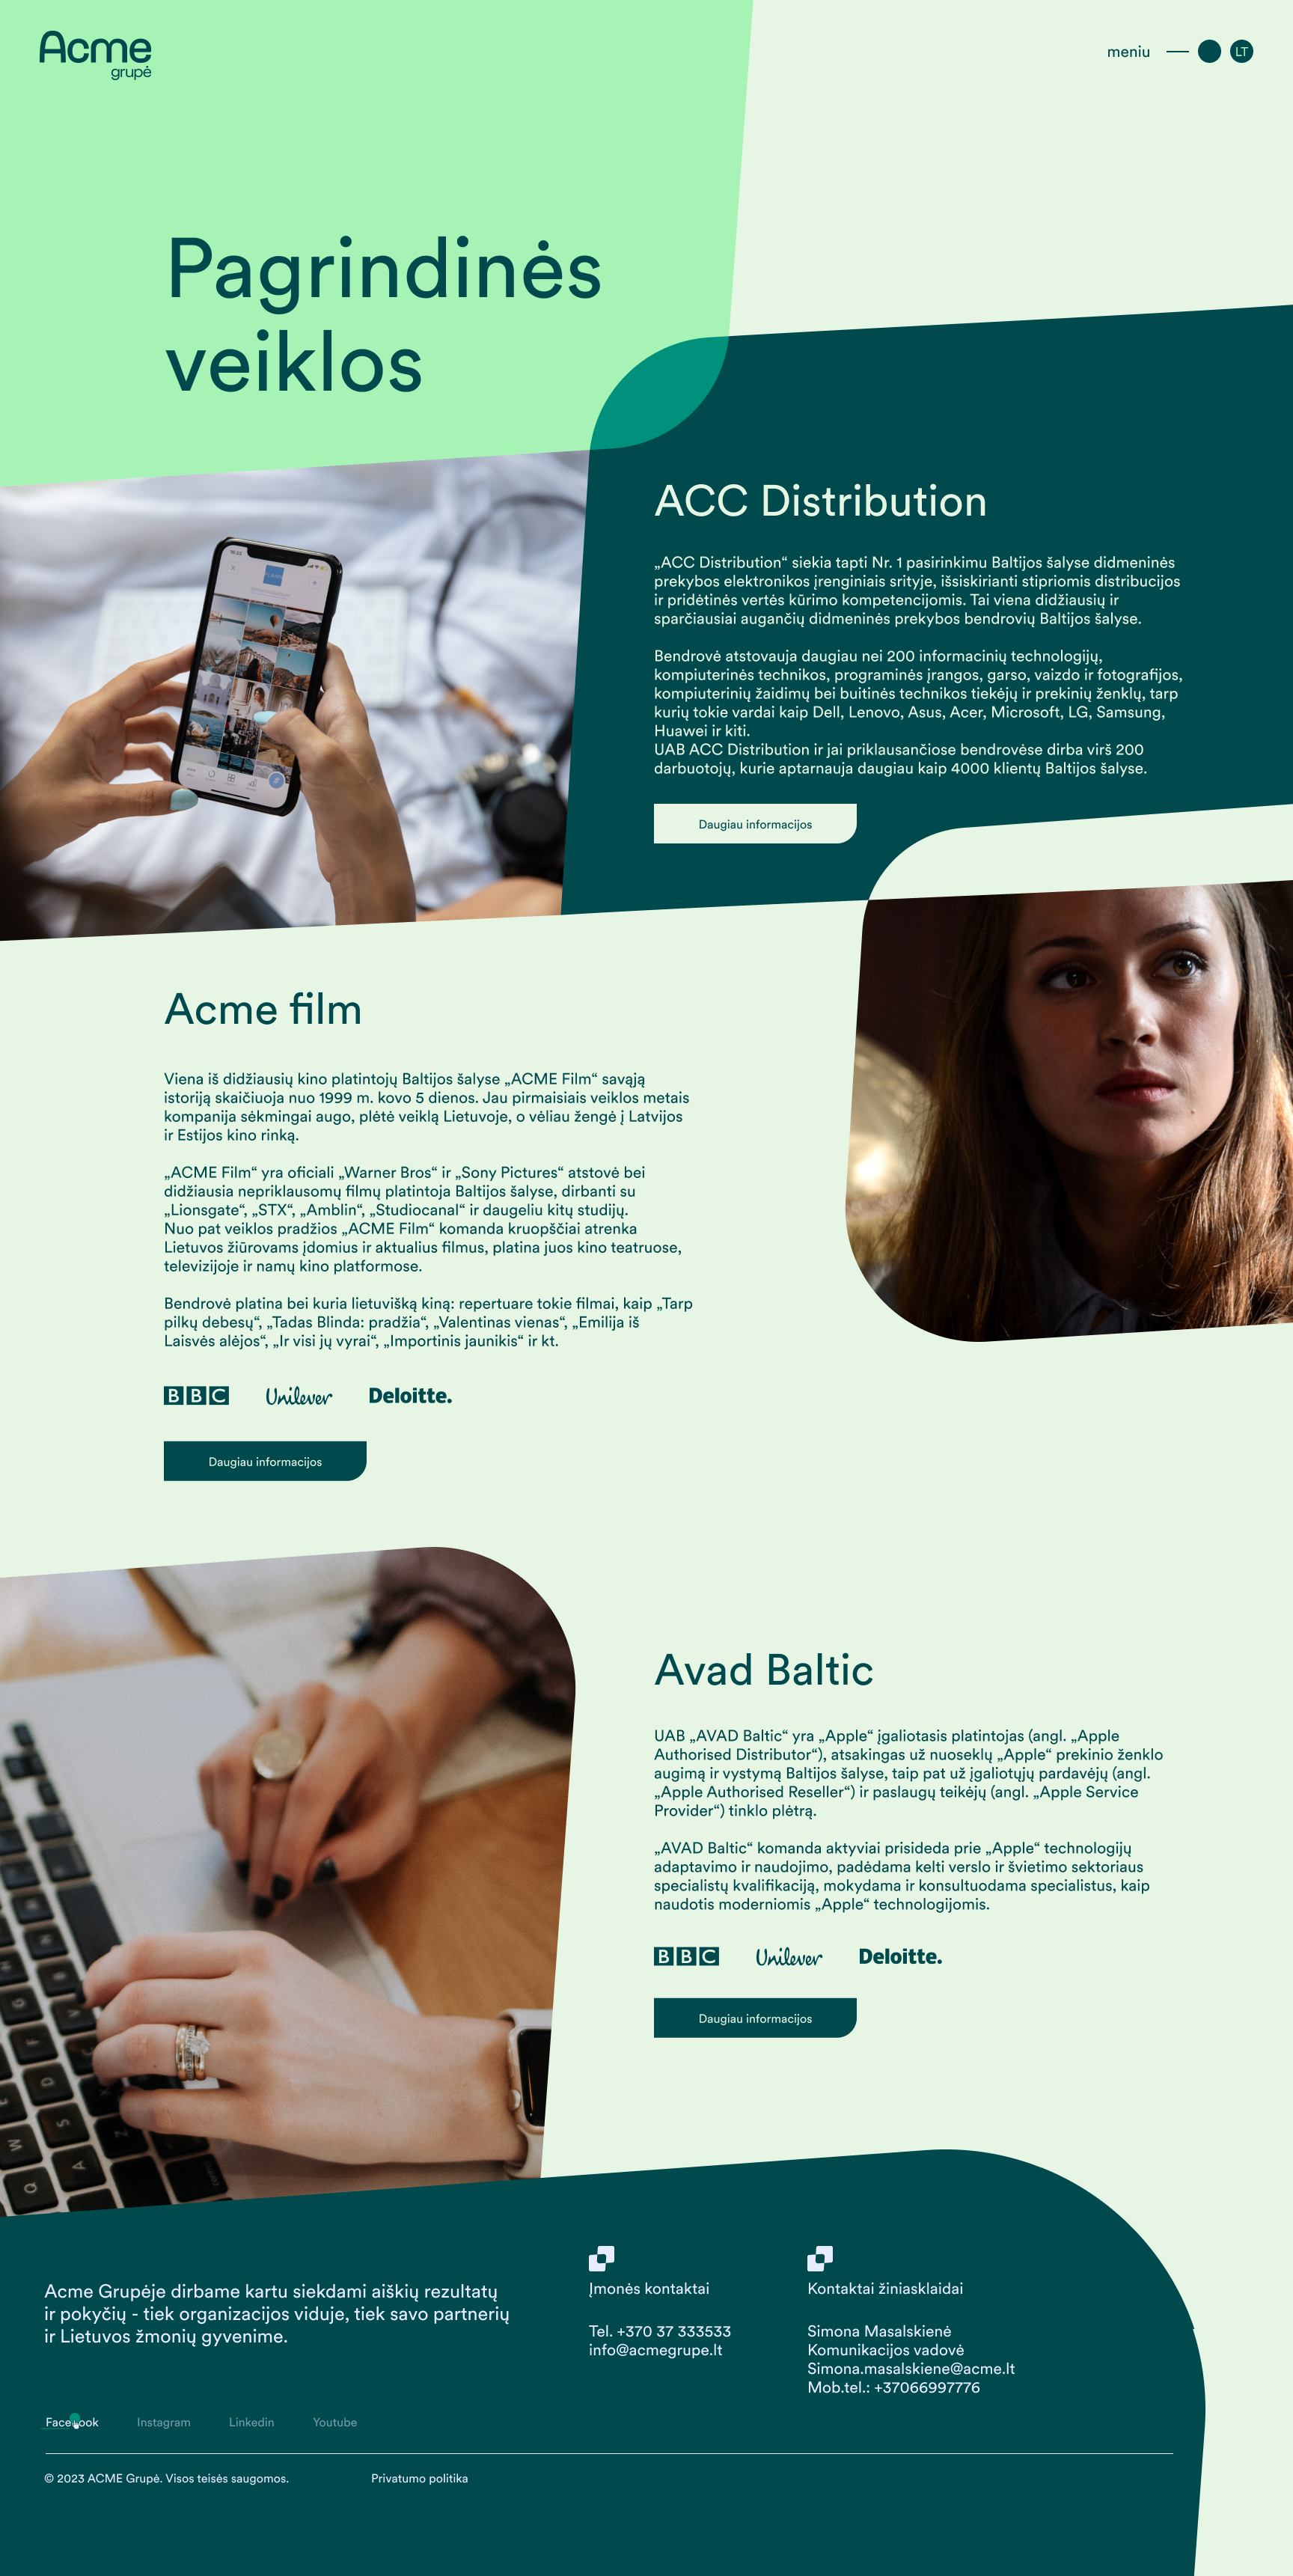 Acme
grupė
meniu
LT
Pagrindinės
veiklos
ACC Distribution
„ACC Distribution“ siekia tapti Nr. 1 pasirinkimu Baltijos šalyse didmeninės
prekybos elektronikos įrenginiais srityje, išsiskirianti stipriomis distribucijos
ir pridėtinės vertės kūrimo kompetencijomis. Tai viena didžiausių ir
sparčiausiai augančių didmeninės prekybos bendrovių Baltijos šalyse.
Bendrovė atstovauja daugiau nei 200 informacinių technologijų,
kompiuterinės technikos, programinės įrangos, garso, vaizdo ir fotografijos,
kompiuterinių žaidimų bei buitinės technikos tiekėjų ir prekinių ženklų, tarp
kurių tokie vardai kaip Dell, Lenovo, Asus, Acer, Microsoft, LG, Samsung,
Huawei ir kiti.
UAB ACC Distribution ir jai priklausančiose bendrovėse dirba virš 200
darbuotojų, kurie aptarnauja daugiau kaip 4000 klientų Baltijos šalyse.
Daugiau informacijos
Acme film
Viena iš didžiausių kino platintojų Baltijos šalyse „ACME Film“ savąją
istoriją skaičiuoja nuo 1999 m. kovo 5 dienos. Jau pirmaisiais veiklos metais
kompanija sėkmingai augo, plėtė veiklą Lietuvoje, o vėliau žengė į Latvijos
ir Estijos kino rinką.
„ACME Film“ yra oficiali „Warner Bros“ ir „Sony Pictures“ atstovė bei
didžiausia nepriklausomų filmų platintoja Baltijos šalyse, dirbanti su
„Lionsgate“, „STX“, „Amblin“, „Studiocanal“ ir daugeliu kitų studijų.
Nuo pat veiklos pradžios „ACME Film“ komanda kruopščiai atrenka
Lietuvos žiūrovams įdomius ir aktualius filmus, platina juos kino teatruose,
televizijoje ir namų kino platformose.
Bendrovė platina bei kuria lietuvišką kiną: repertuare tokie filmai, kaip „Tarp
pilkų debesų“, „Tadas Blinda: pradžia“, „Valentinas vienas“, „Emilija iš
Laisvės alėjos“, „Ir visi jų vyrai“, „Importinis jaunikis“ ir kt.
BBC Unilever Deloitte.
Daugiau informacijos
Avad Baltic
UAB „AVAD Baltic“ yra „Apple“ įgaliotasis platintojas (angl. „Apple
Authorised Distributor“), atsakingas už nuoseklų „Apple“ prekinio ženklo
augimą ir vystymą Baltijos šalyse, taip pat už įgaliotųjų pardavėjų (angl.
„Apple Authorised Reseller“) ir paslaugų teikėjų (angl. „Apple Service
Provider“) tinklo plėtrą.
„AVAD Baltic“ komanda aktyviai prisideda prie „Apple“ technologijų
adaptavimo ir naudojimo, padėdama kelti verslo ir švietimo sektoriaus
specialistų kvalifikaciją, mokydama ir konsultuodama specialistus, kaip
naudotis moderniomis „Apple“ technologijomis.
BBC Unilever Deloitte.
Daugiau informacijos
Acme Grupėje dirbame kartu siekdami aiškių rezultatų
ir pokyčių - tiek organizacijos viduje, tiek savo partnerių
ir Lietuvos žmonių gyvenime.
Įmonės kontaktai
Tel. +370 37 333533
info@acmegrupe.lt
Kontaktai žiniasklaidai
Simona Masalskienė
Komunikacijos vadovė
Simona.masalskiene@acme.lt
Mob.tel.: +37066997776
Facebook Instagram Linkedin Youtube
© 2023 ACME Grupė. Visos teisės saugomos. Privatumo politika